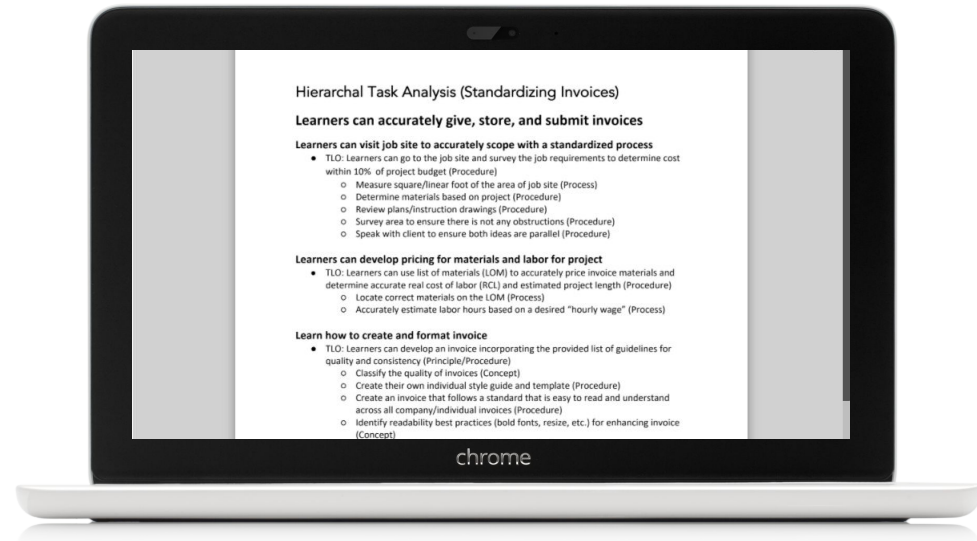 Hierarchal Task Analysis (Standardizing Invoices)
Learners can accurately give, store, and submit invoices
Learners can visit job site to accurately scope with a standardized process
● TLO: Learners can go to the job site and survey the job requirements to determine cost
within 10% of project budget (Procedure)
o Measure square/linear foot of the area of job site (Process)
o Determine materials based on project (Procedure)
o Review plans/instruction drawings (Procedure)
o Survey area to ensure there is not any obstructions (Procedure)
o Speak with client to ensure both ideas are parallel (Procedure)
Learners can develop pricing for materials and labor for project
● TLO: Learners can use list of materials (LOM) to accurately price invoice materials and
determine accurate real cost of labor (RCL) and estimated project length (Procedure)
o Locate correct materials on the LOM (Process)
o Accurately estimate labor hours based on a desired “hourly wage” (Process)
Learn how to create and format invoice
● TLO: Learners can develop an invoice incorporating the provided list of guidelines for
quality and consistency (Principle/Procedure)
o Classify the quality of invoices (Concept)
o Create their own individual style guide and template (Procedure)
o Create an invoice that follows a standard that is easy to read and understand
across all company/individual invoices (Procedure)
o Identify readability best practices (bold fonts, resize, etc.) for enhancing invoice
(Concept)
chrome